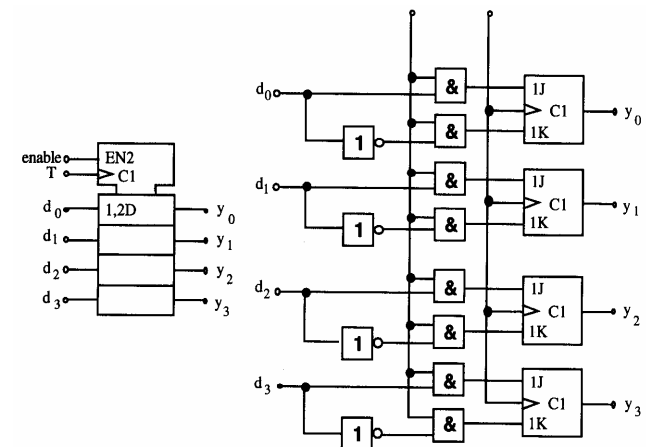 enable
EN2
T
C1
d0
1,2D
y0
d1
y1
d2
y2
d3
y3
d0
&
1J
C1
y0
1
&
1K
d1
&
1J
C1
y1
1
&
1K
d2
&
1J
C1
y2
1
&
1K
d3
&
1J
C1
y3
1
&
1K